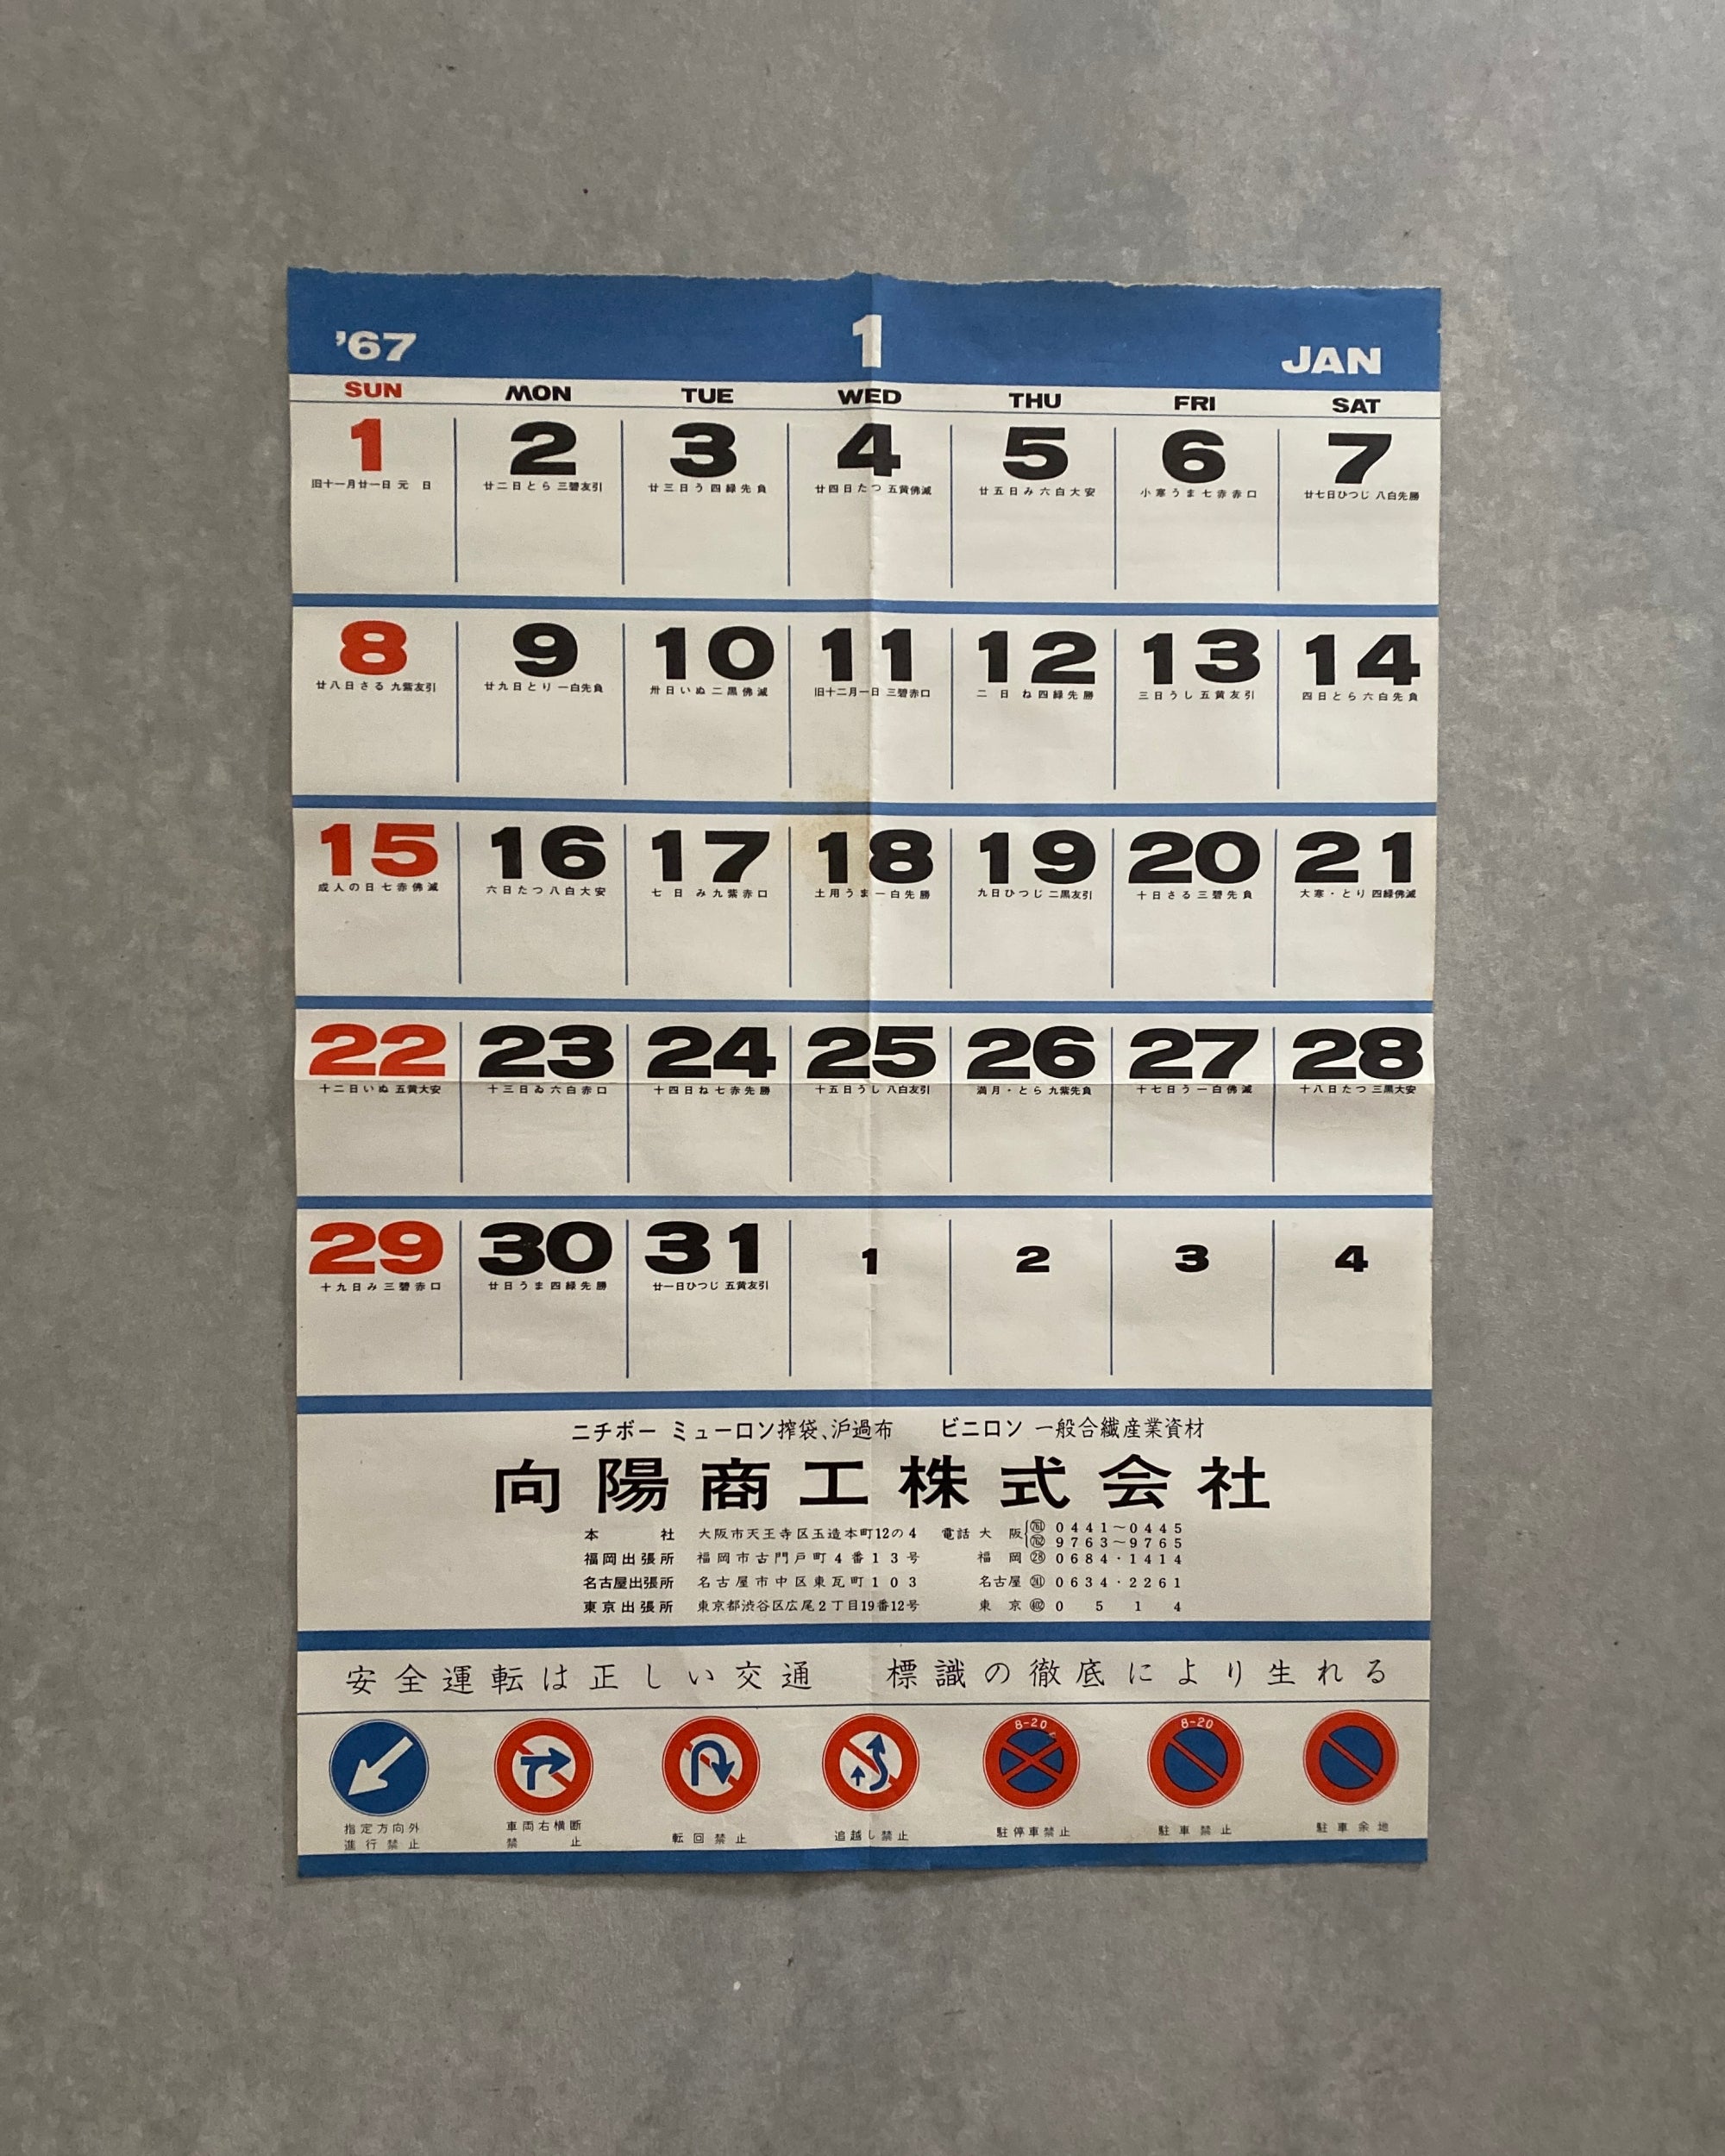 '67 1 JAN
SUN MON TUE WED THU FRI SAT
1 2 3 4 5 6 7
旧十一月廿一日 元 日 廿二日とら 三碧友引 廿三日う四緑先負 廿四日たつ 五黄佛滅 廿五日み六白大安 小寒うま七赤赤口 廿七日ひつじ 八白先勝
8 9 10 11 12 13 14
廿八日さる 九紫友引 廿九日とり 一白先負 卅日いぬ二黒佛滅 旧十二月一日 三碧赤口 二日 ね四緑先勝 三日うし五黄友引 四日とら六白先負
15 16 17 18 19 20 21
成人の日七赤佛滅 六日たつ八白大安 七日 み九紫赤口 土用うま一白先勝 九日ひつじ 二黒友引 十日さる三碧先負 大寒・とり 四緑佛滅
22 23 24 25 26 27 28
十二日いぬ 五黄大安 十三日ゐ六白赤口 十四日ね七赤先勝 十五日うし 八白友引 満月・とら 九紫先負 十七日う一白佛滅 十八日たつ 三黒大安
29 30 31 1 2 3 4
十九日み三碧赤口 廿日うま四緑先勝 廿一日ひつじ 五黄友引
ニチボー ミューロン搾袋、沪過布 ビニロン 一般合繊産業資材
向陽商工株式会社
本社 大阪市天王寺区玉造本町12の4 電話 大阪 761 0441〜0445
762 9763〜9765
福岡出張所 福岡市古門戸町4番13号 福岡 28 0684・1414
名古屋出張所 名古屋市中区東瓦町103 名古屋 241 0634・2261
東京出張所 東京都渋谷区広尾2丁目19番12号 東京 402 0514
安全運転は正しい交通 標識の徹底により生れる
8-20 8-20
指定方向外 車両右横断
進行禁止 禁止 転回禁止 追越し禁止 駐停車禁止 駐車禁止 駐車余地